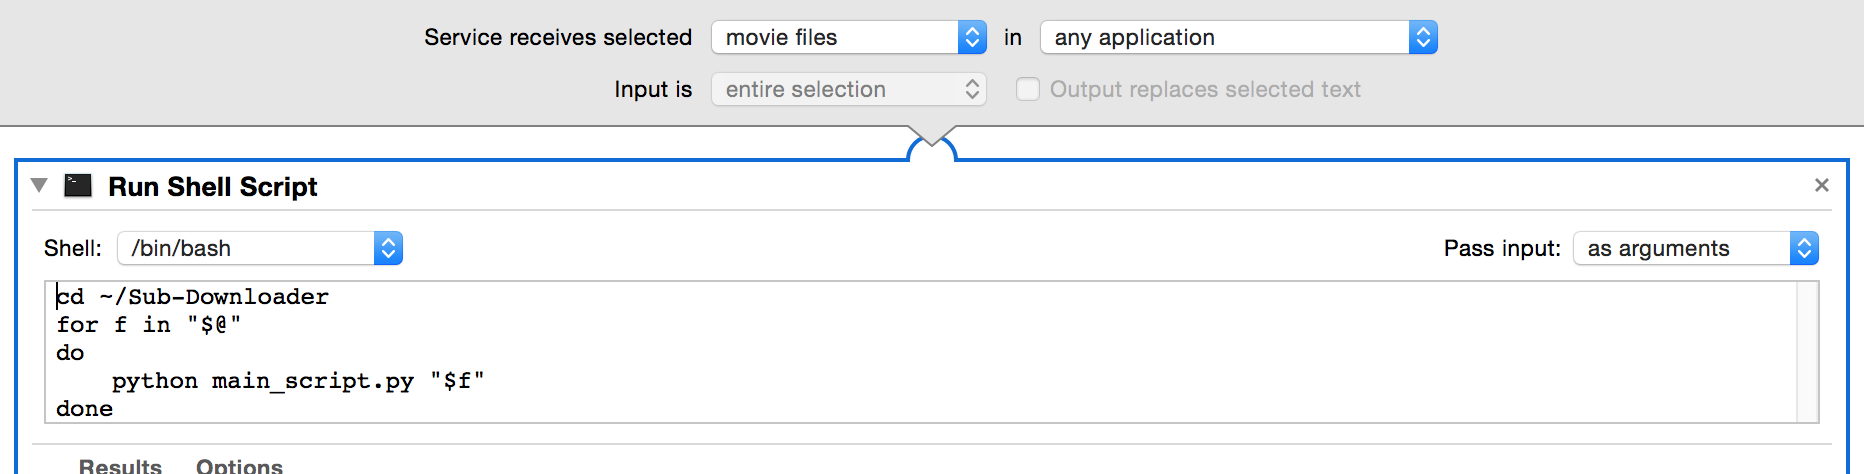 Service receives selected movie files in any application
Input is entire selection Output replaces selected text
Run Shell Script
Shell: /bin/bash Pass input: as arguments
cd ~/Sub-Downloader
for f in "$@"
do
    python main_script.py "$f"
done
Results Options